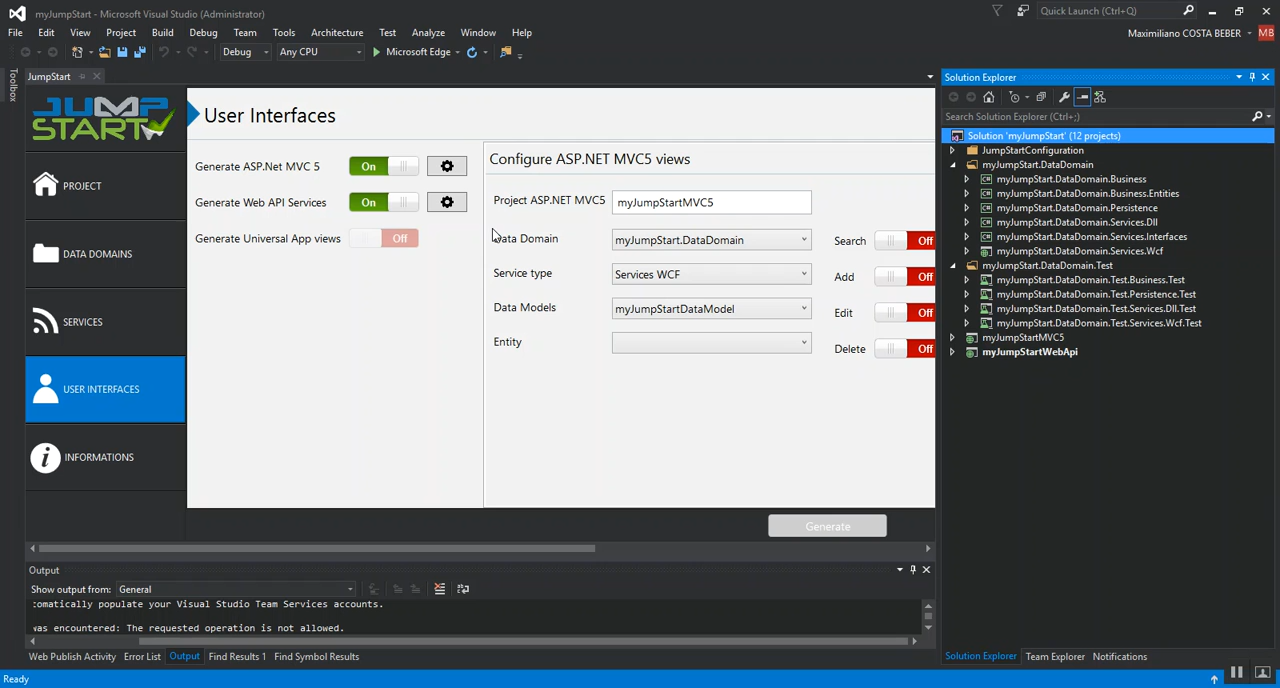 myJumpStart - Microsoft Visual Studio (Administrator)
Quick Launch (Ctrl+Q)
File Edit View Project Build Debug Team Tools Architecture Test Analyze Window Help
Maximiliano COSTA BEBER MB
Debug Any CPU Microsoft Edge
Toolbox
JumpStart
JUMP
START
PROJECT
DATA DOMAINS
SERVICES
USER INTERFACES
INFORMATIONS
User Interfaces
Generate ASP.Net MVC 5 On
Generate Web API Services On
Generate Universal App views Off
Configure ASP.NET MVC5 views
Project ASP.NET MVC5 myJumpStartMVC5
Data Domain myJumpStart.DataDomain Search Off
Service type Services WCF Add Off
Data Models myJumpStartDataModel Edit Off
Entity Delete Off
Generate
Output
Show output from: General
:omatically populate your Visual Studio Team Services accounts.
was encountered: The requested operation is not allowed.
Web Publish Activity Error List Output Find Results 1 Find Symbol Results
Solution Explorer
Search Solution Explorer (Ctrl+;)
Solution 'myJumpStart' (12 projects)
JumpStartConfiguration
myJumpStart.DataDomain
myJumpStart.DataDomain.Business
myJumpStart.DataDomain.Business.Entities
myJumpStart.DataDomain.Persistence
myJumpStart.DataDomain.Services.Dll
myJumpStart.DataDomain.Services.Interfaces
myJumpStart.DataDomain.Services.Wcf
myJumpStart.DataDomain.Test
myJumpStart.DataDomain.Test.Business.Test
myJumpStart.DataDomain.Test.Persistence.Test
myJumpStart.DataDomain.Test.Services.Dll.Test
myJumpStart.DataDomain.Test.Services.Wcf.Test
myJumpStartMVC5
myJumpStartWebApi
Solution Explorer Team Explorer Notifications
Ready